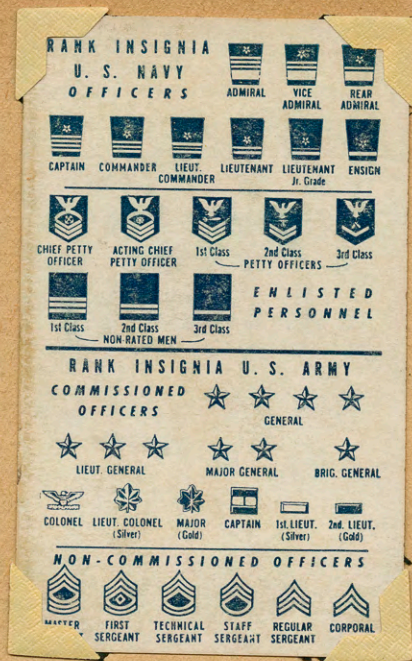 RANK INSIGNIA
U. S. NAVY
OFFICERS
ADMIRAL
VICE
ADMIRAL
REAR
ADMIRAL
CAPTAIN
COMMANDER
LIEUT.
COMMANDER
LIEUTENANT
LIEUTENANT
Jr. Grade
ENSIGN
CHIEF PETTY
OFFICER
ACTING CHIEF
PETTY OFFICER
1st Class
2nd Class
3rd Class
PETTY OFFICERS
1st Class
2nd Class
3rd Class
NON-RATED MEN
ENLISTED
PERSONNEL
RANK INSIGNIA U. S. ARMY
COMMISSIONED
OFFICERS
GENERAL
LIEUT. GENERAL
MAJOR GENERAL
BRIG. GENERAL
COLONEL
LIEUT. COLONEL
(Silver)
MAJOR
(Gold)
CAPTAIN
1st. LIEUT.
(Silver)
2nd. LIEUT.
(Gold)
NON-COMMISSIONED OFFICERS
MASTER
FIRST
SERGEANT
TECHNICAL
SERGEANT
STAFF
SERGEANT
REGULAR
SERGEANT
CORPORAL